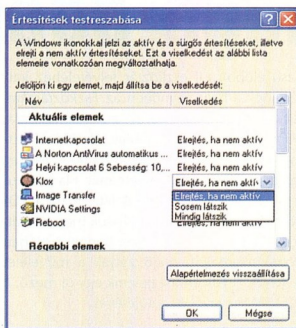 Értesítések testreszabása
A Windows ikonokkal jelzi az aktív és a sürgős értesítéseket, illetve
elrejti a nem aktív értesítéseket. Ezt a viselkedést az alábbi lista
elemeire vonatkozóan megváltoztathatja.
Jelöljön ki egy elemet, majd állítsa be a viselkedését:
Név Viselkedés
Aktuális elemek
Internetkapcsolat Elrejtés, ha nem aktív
A Norton AntiVirus automatikus ... Elrejtés, ha nem aktív
Helyi kapcsolat 6 Sebesség: 10,... Elrejtés, ha nem aktív
Klox Elrejtés, ha nem aktív
Image Transfer Elrejtés, ha nem aktív
NVIDIA Settings Sosem látszik
Mindig látszik
Reboot Elrejtés, ha nem aktív
Régebbi elemek
Alapértelmezés visszaállítása
OK Mégse